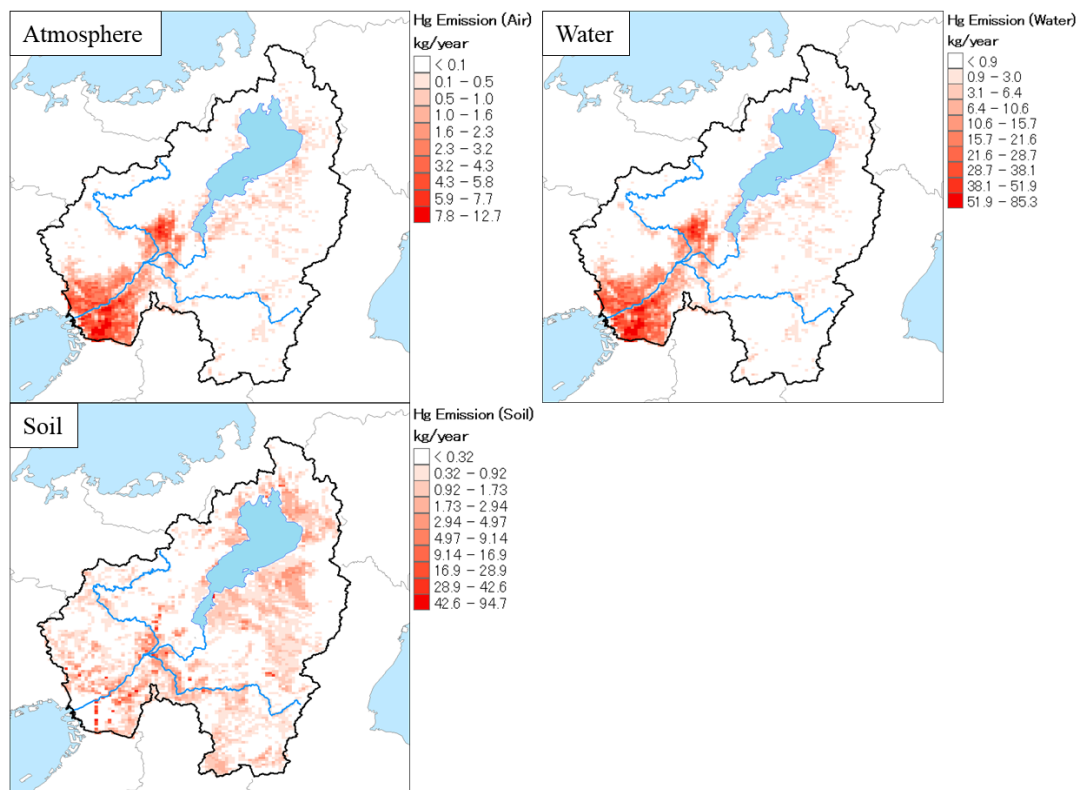 Atmosphere
Hg Emission (Air)
kg/year
< 0.1
0.1 – 0.5
0.5 – 1.0
1.0 – 1.6
1.6 – 2.3
2.3 – 3.2
3.2 – 4.3
4.3 – 5.8
5.9 – 7.7
7.8 – 12.7
Water
Hg Emission (Water)
kg/year
< 0.9
0.9 – 3.0
3.1 – 6.4
6.4 – 10.6
10.6 – 15.7
15.7 – 21.6
21.6 – 28.7
28.7 – 38.1
38.1 – 51.9
51.9 – 85.3
Soil
Hg Emission (Soil)
kg/year
< 0.32
0.32 – 0.92
0.92 – 1.73
1.73 – 2.94
2.94 – 4.97
4.97 – 9.14
9.14 – 16.9
16.9 – 28.9
28.9 – 42.6
42.6 – 94.7